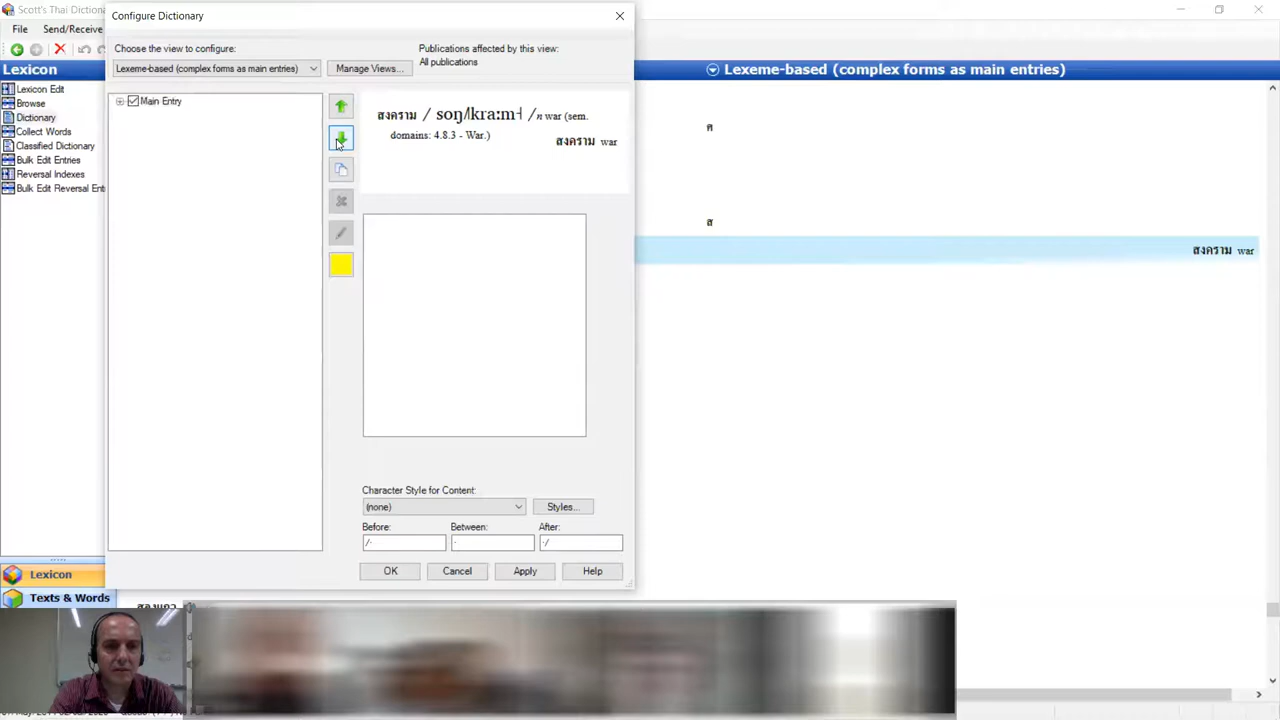 Scott's Thai Dictiona
Configure Dictionary
File Send/Receive
Choose the view to configure:
Publications affected by this view:
Lexeme-based (complex forms as main entries)
Manage Views...
All publications
Lexicon
Lexeme-based (complex forms as main entries)
Lexicon Edit
Browse
Dictionary
Collect Words
Classified Dictionary
Bulk Edit Entries
Reversal Indexes
Bulk Edit Reversal Ent
Main Entry
สงคราม / soŋ˩˥kraːm˧ / n war (sem.
domains: 4.8.3 - War.)
สงคราม war
ส
สงคราม war
Character Style for Content:
(none)
Styles...
Before: Between: After:
/· · ·/
OK Cancel Apply Help
Lexicon
Texts & Words